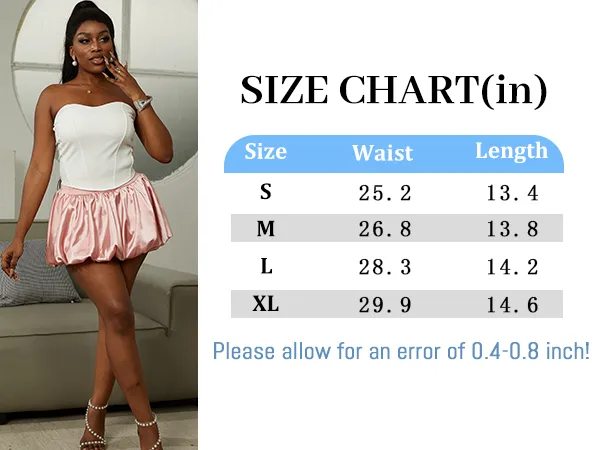 SIZE CHART(in)
Size Waist Length
S 25.2 13.4
M 26.8 13.8
L 28.3 14.2
XL 29.9 14.6
Please allow for an error of 0.4-0.8 inch!